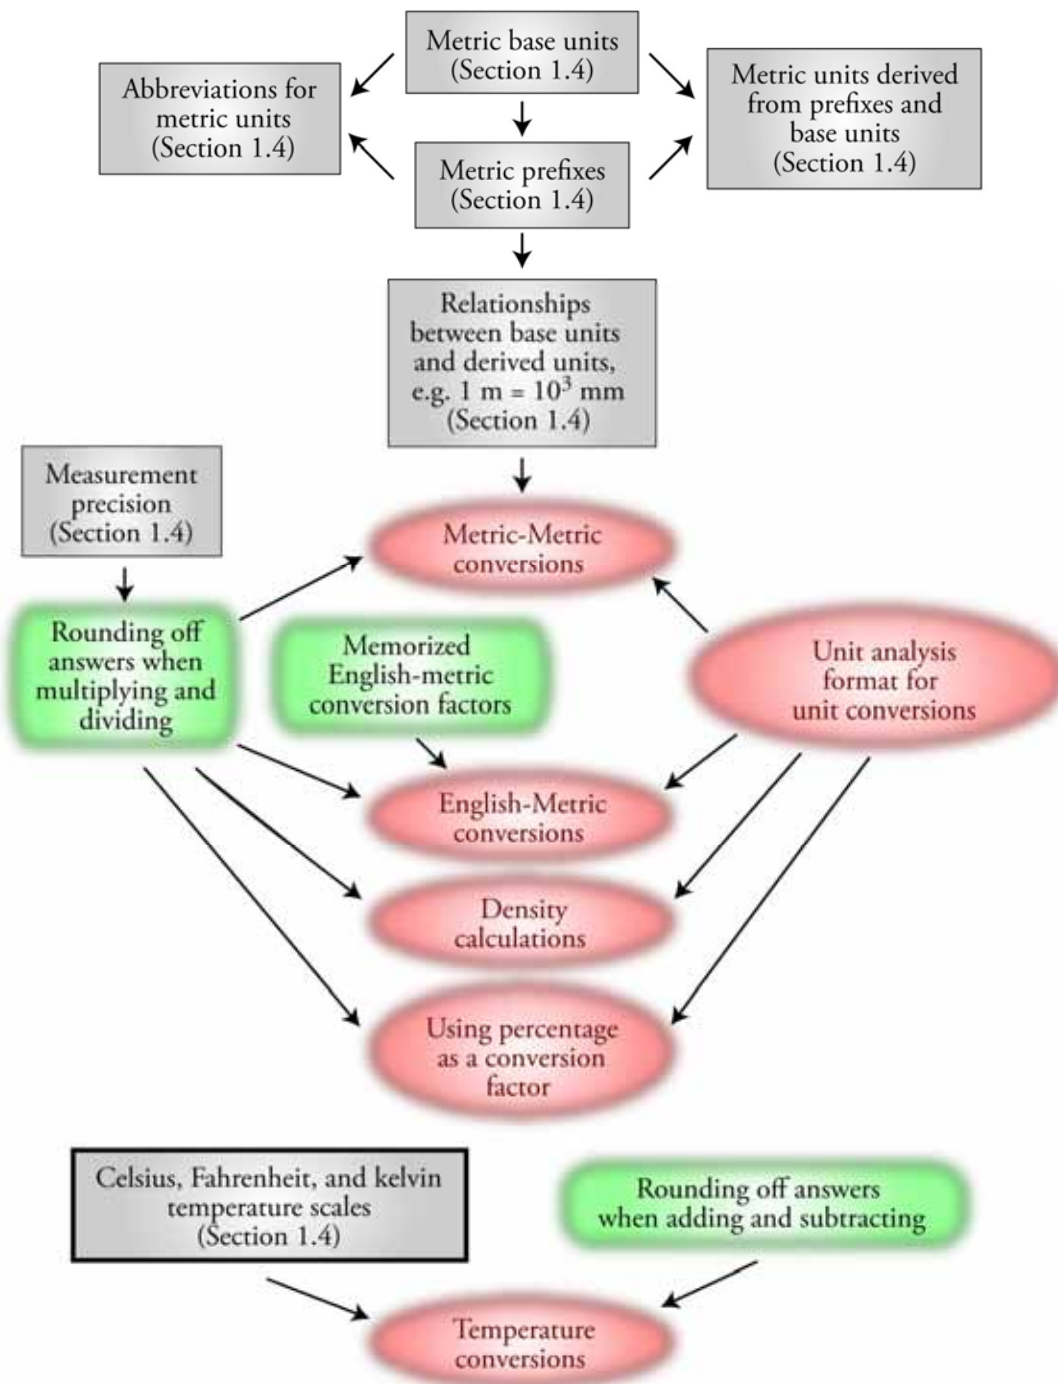 Metric base units
(Section 1.4)
Abbreviations for
metric units
(Section 1.4)
Metric units derived
from prefixes and
base units
(Section 1.4)
Metric prefixes
(Section 1.4)
Relationships
between base units
and derived units,
e.g. 1 m = 10³ mm
(Section 1.4)
Measurement
precision
(Section 1.4)
Metric-Metric
conversions
Rounding off
answers when
multiplying and
dividing
Memorized
English-metric
conversion factors
Unit analysis
format for
unit conversions
English-Metric
conversions
Density
calculations
Using percentage
as a conversion
factor
Celsius, Fahrenheit, and kelvin
temperature scales
(Section 1.4)
Rounding off answers
when adding and subtracting
Temperature
conversions